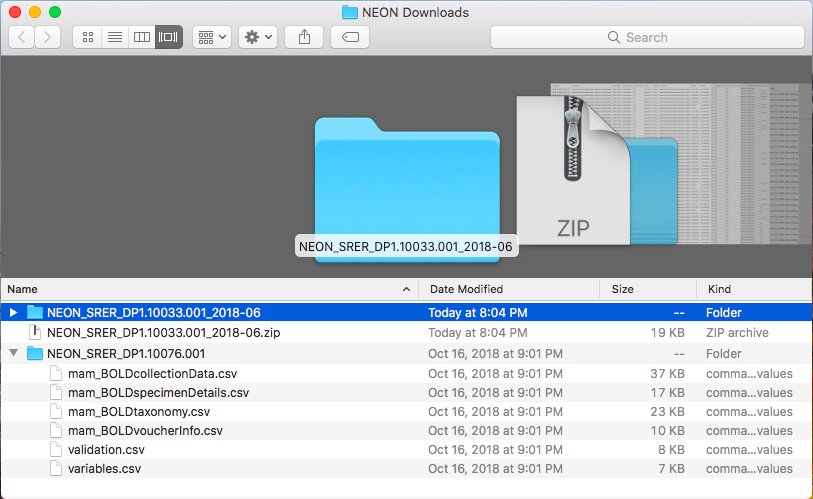 NEON Downloads
Search
ZIP
NEON_SRER_DP1.10033.001_2018-06
Name Date Modified Size Kind
NEON_SRER_DP1.10033.001_2018-06 Today at 8:04 PM -- Folder
NEON_SRER_DP1.10033.001_2018-06.zip Today at 8:04 PM 19 KB ZIP archive
NEON_SRER_DP1.10076.001 Oct 16, 2018 at 9:01 PM -- Folder
mam_BOLDcollectionData.csv Oct 16, 2018 at 9:01 PM 37 KB comma...values
mam_BOLDspecimenDetails.csv Oct 16, 2018 at 9:01 PM 17 KB comma...values
mam_BOLDtaxonomy.csv Oct 16, 2018 at 9:01 PM 23 KB comma...values
mam_BOLDvoucherInfo.csv Oct 16, 2018 at 9:01 PM 10 KB comma...values
validation.csv Oct 16, 2018 at 9:01 PM 8 KB comma...values
variables.csv Oct 16, 2018 at 9:01 PM 7 KB comma...values